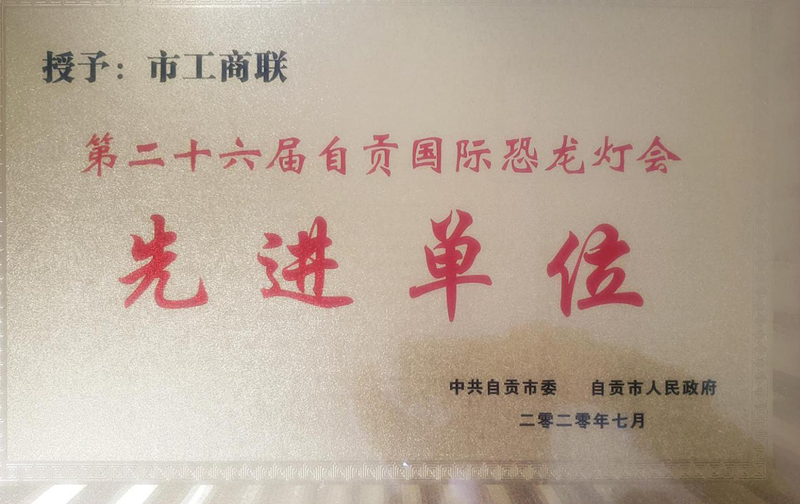 授予：市工商联
第二十六届自贡国际恐龙灯会
先进单位
中共自贡市委 自贡市人民政府
二零二零年七月